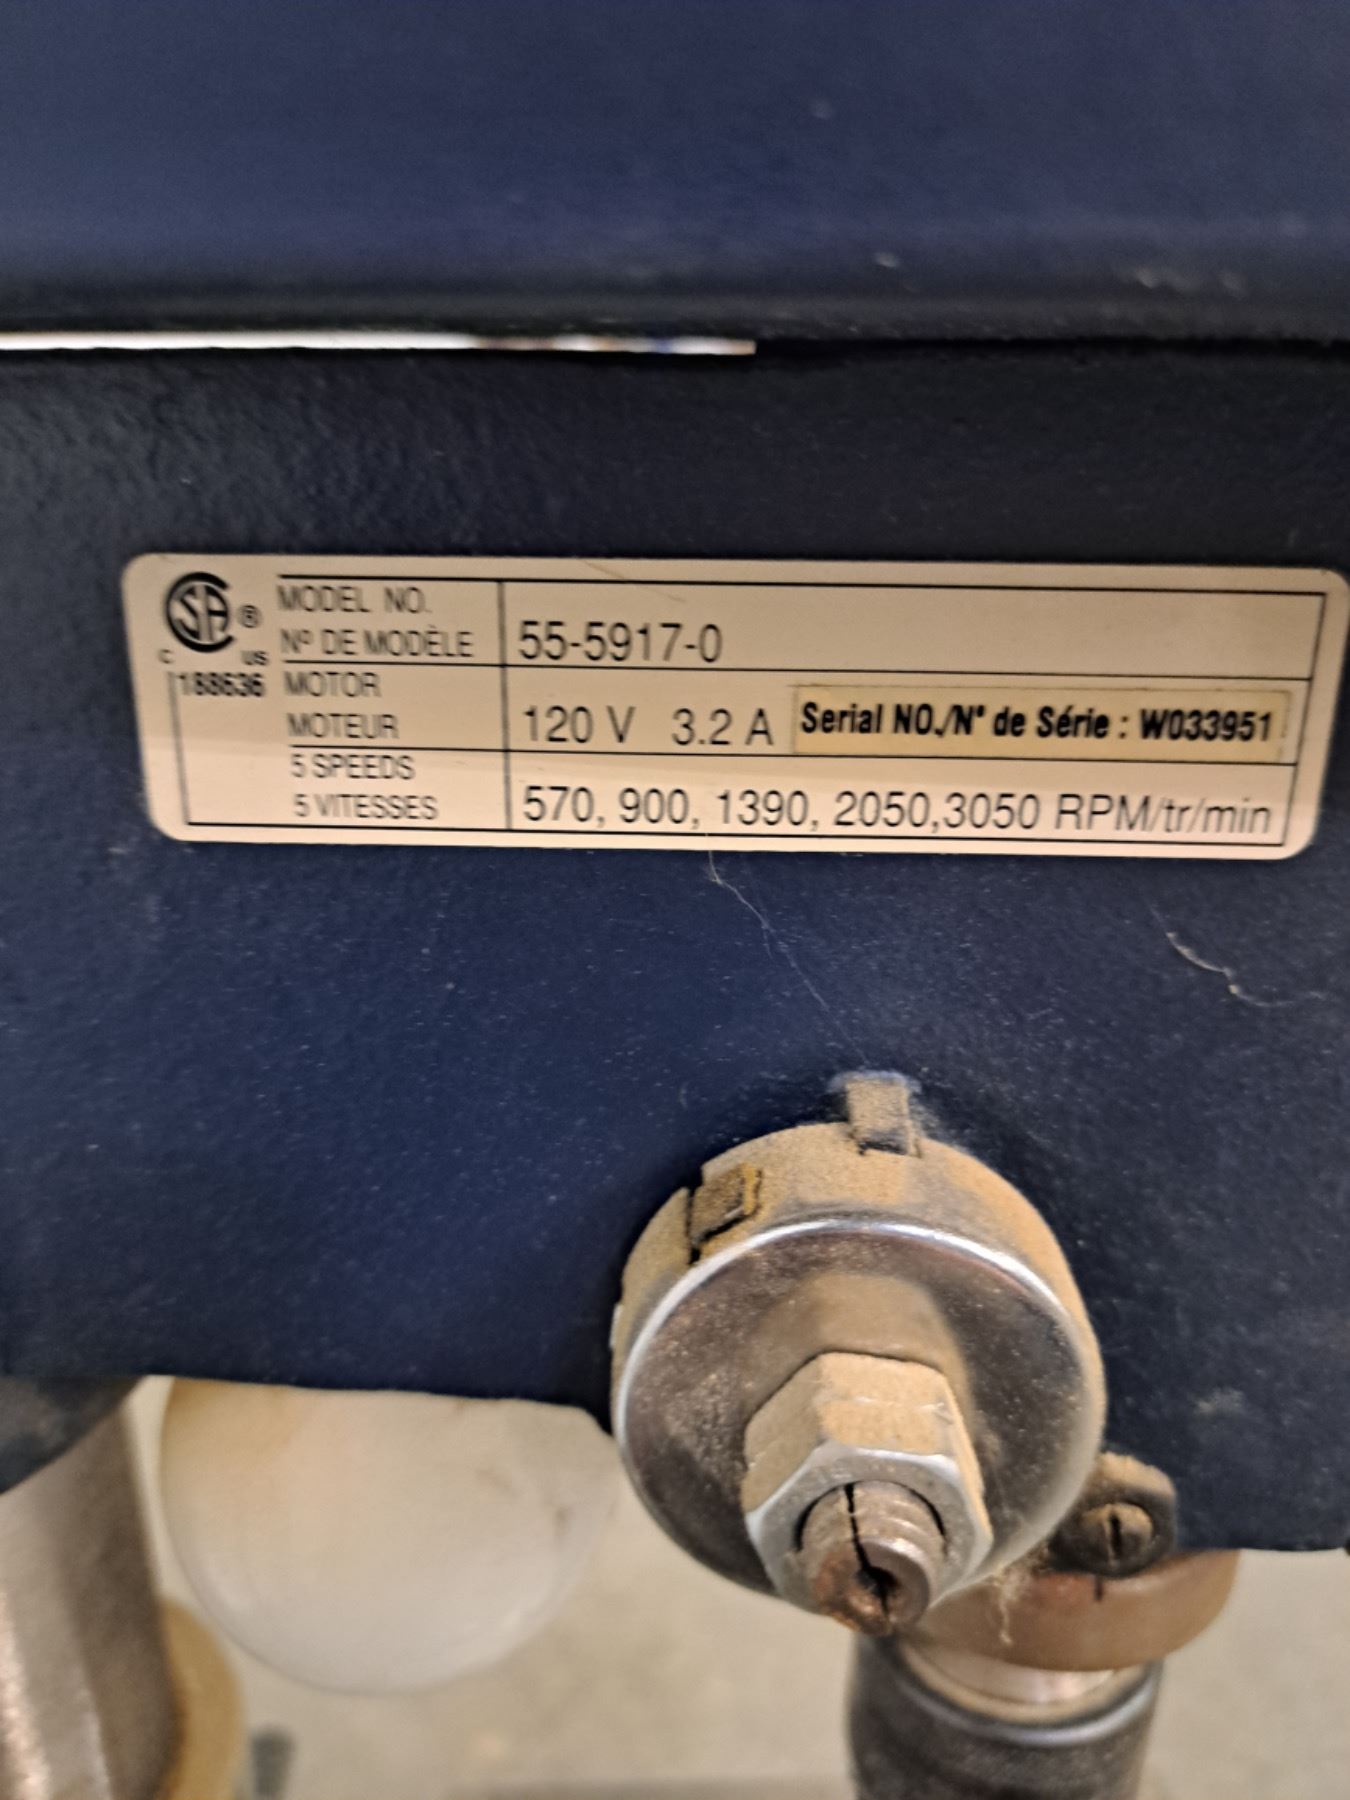 CSA ®
C US
188636
MODEL NO.
Nº DE MODÈLE 55-5917-0
MOTOR
MOTEUR 120 V 3.2 A Serial NO./N° de Série : W033951
5 SPEEDS
5 VITESSES 570, 900, 1390, 2050,3050 RPM/tr/min